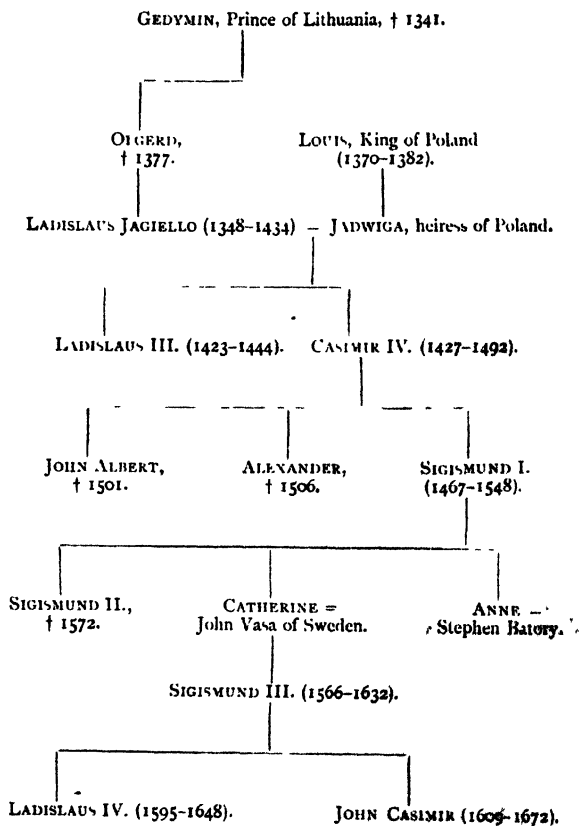 GEDYMIN, Prince of Lithuania, † 1341.
OLGERD,
† 1377.
LOUIS, King of Poland
(1370–1382).
LADISLAUS JAGIELLO (1348–1434) = JADWIGA, heiress of Poland.
LADISLAUS III. (1423–1444). CASIMIR IV. (1427–1492).
JOHN ALBERT,
† 1501.
ALEXANDER,
† 1506.
SIGISMUND I.
(1467–1548).
SIGISMUND II.,
† 1572.
CATHERINE =
John Vasa of Sweden.
ANNE =
Stephen Batory.
SIGISMUND III. (1566–1632).
LADISLAUS IV. (1595–1648). JOHN CASIMIR (1609–1672).